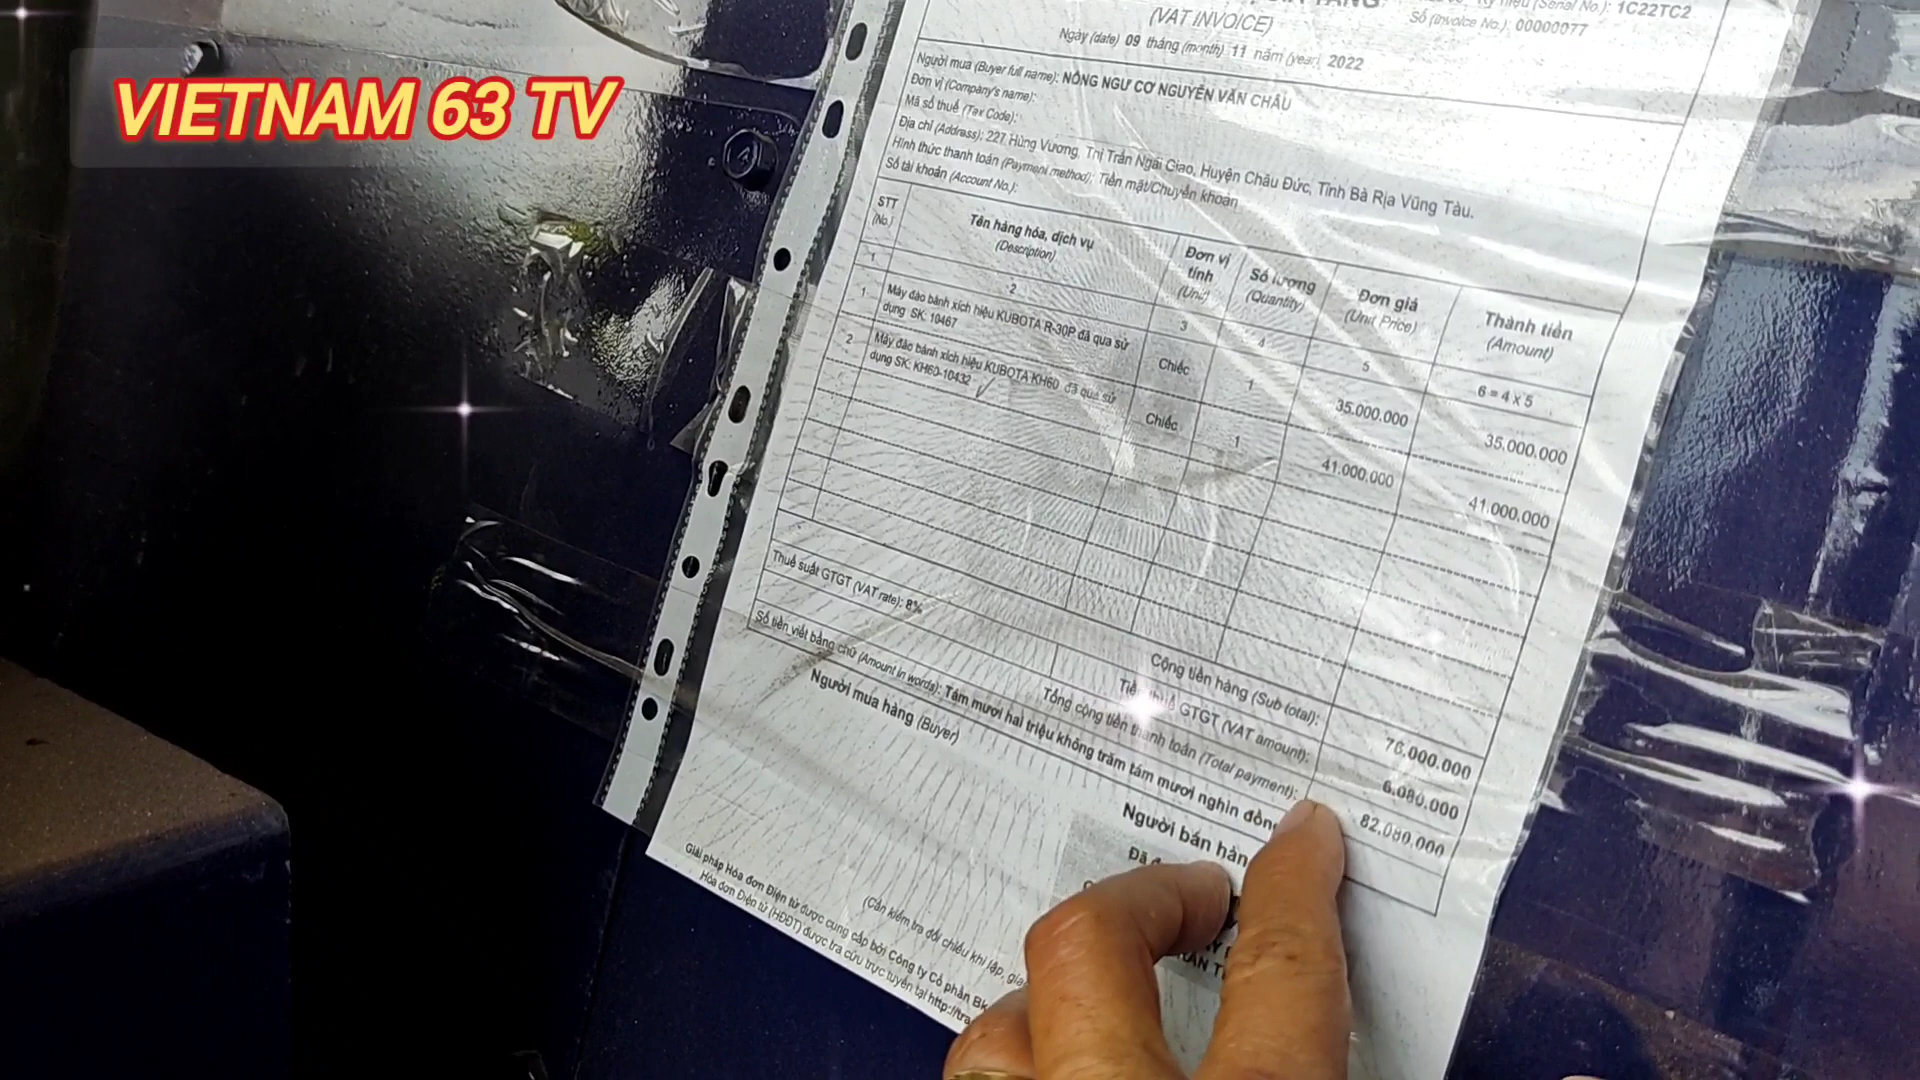 VIETNAM 63 TV
(Serial No.): 1C22TC2
(VAT INVOICE)
Số (Invoice No.): 00000077
Ngày (date) 09 tháng (month) 11 năm (year) 2022
Người mua (Buyer full name): NÔNG NGƯ CƠ NGUYỄN VĂN CHÂU
Đơn vị (Company's name):
Mã số thuế (Tax Code):
Địa chỉ (Address): 227 Hùng Vương, Thị Trấn Ngãi Giao, Huyện Châu Đức, Tỉnh Bà Rịa Vũng Tàu.
Hình thức thanh toán (Payment method): Tiền mặt/Chuyển khoản
Số tài khoản (Account No.):
STT (No.) Tên hàng hóa, dịch vụ (Description) Đơn vị tính (Unit) Số lượng (Quantity) Đơn giá (Unit Price) Thành tiền (Amount)
1 2 3 4 5 6 = 4 x 5
1 Máy đào bánh xích hiệu KUBOTA R-30P đã qua sử dụng SK: 10467 Chiếc 1 35.000.000 35.000.000
2 Máy đào bánh xích hiệu KUBOTA KH60 đã qua sử dụng SK: KH60-10432 Chiếc 1 41.000.000 41.000.000
Cộng tiền hàng (Sub total): 76.000.000
Thuế suất GTGT (VAT rate): 8% Tiền thuế GTGT (VAT amount): 6.080.000
Tổng cộng tiền thanh toán (Total payment): 82.080.000
Số tiền viết bằng chữ (Amount in words): Tám mươi hai triệu không trăm tám mươi nghìn đồng
Người mua hàng (Buyer) Người bán hàn
Đã
(Cần kiểm tra đối chiếu khi lập, gia
Giải pháp Hóa đơn Điện tử được cung cấp bởi Công ty Cổ phần Bk
Hóa đơn Điện tử (HĐĐT) được tra cứu trực tuyến tại http://tra